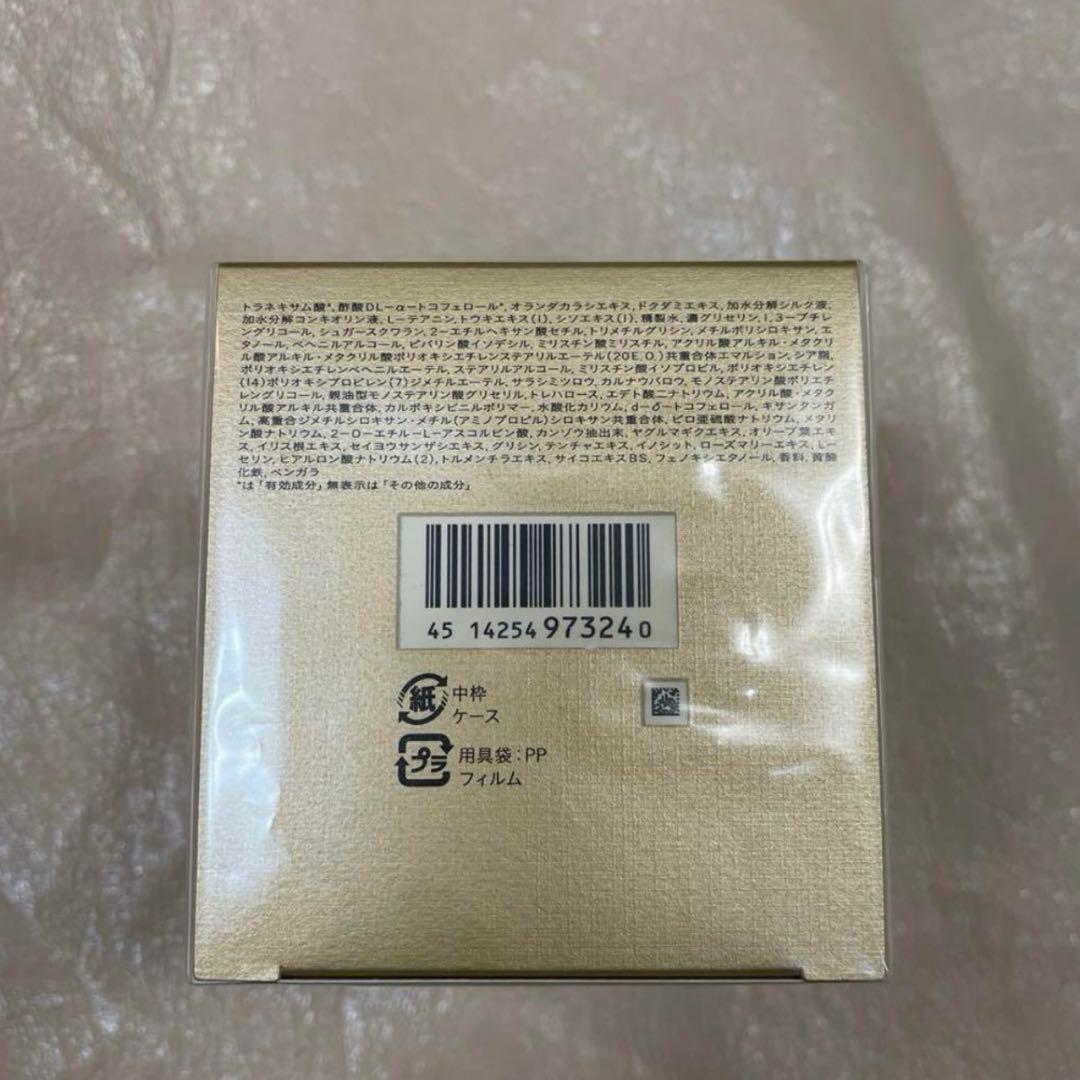 トラネキサム酸*，酢酸DL－α－トコフェロール*，オランダカラシエキス，ドクダミエキス，加水分解シルク液，
加水分解コンキオリン液，L－テアニン，トウキエキス(1)，シソエキス(1)，精製水，濃グリセリン，1，3－ブチ
レングリコール，シュガースクワラン，2－エチルヘキサン酸セチル，トリメチルグリシン，メチルポリシロキサン，エ
タノール，ベヘニルアルコール，ピバリン酸イソデシル，ミリスチン酸ミリスチル，アクリル酸アルキル・メタクリ
ル酸アルキル・メタクリル酸ポリオキシエチレンステアリルエーテル(20E.O.)共重合体エマルション，シア脂，
ポリオキシエチレンベヘニルエーテル，ステアリルアルコール，ミリスチン酸イソプロピル，ポリオキシエチレン
(14)ポリオキシプロピレン(7)ジメチルエーテル，サラシミツロウ，カルナウバロウ，モノステアリン酸ポリエチ
レングリコール，親油型モノステアリン酸グリセリル，トレハロース，エデト酸二ナトリウム，アクリル酸・メタク
リル酸アルキル共重合体，カルボキシビニルポリマー，水酸化カリウム，d－δ－トコフェロール，キサンタンガ
ム，高重合ジメチルシロキサン・メチル(アミノプロピル)シロキサン共重合体，ピロ亜硫酸ナトリウム，メタリ
ン酸ナトリウム，2－O－エチル－L－アスコルビン酸，カンゾウ抽出末，ヤグルマギクエキス，オリーブ葉エキ
ス，イリス根エキス，セイヨウサンザシエキス，グリシン，テンチャエキス，イノシット，ローズマリーエキス，L－
セリン，ヒアルロン酸ナトリウム(2)，トルメンチラエキス，サイコエキスBS，フェノキシエタノール，香料，黄酸
化鉄，ベンガラ
*は「有効成分」無表示は「その他の成分」
45 14254 973240
紙 中枠
ケース
プラ 用具袋：PP
フィルム